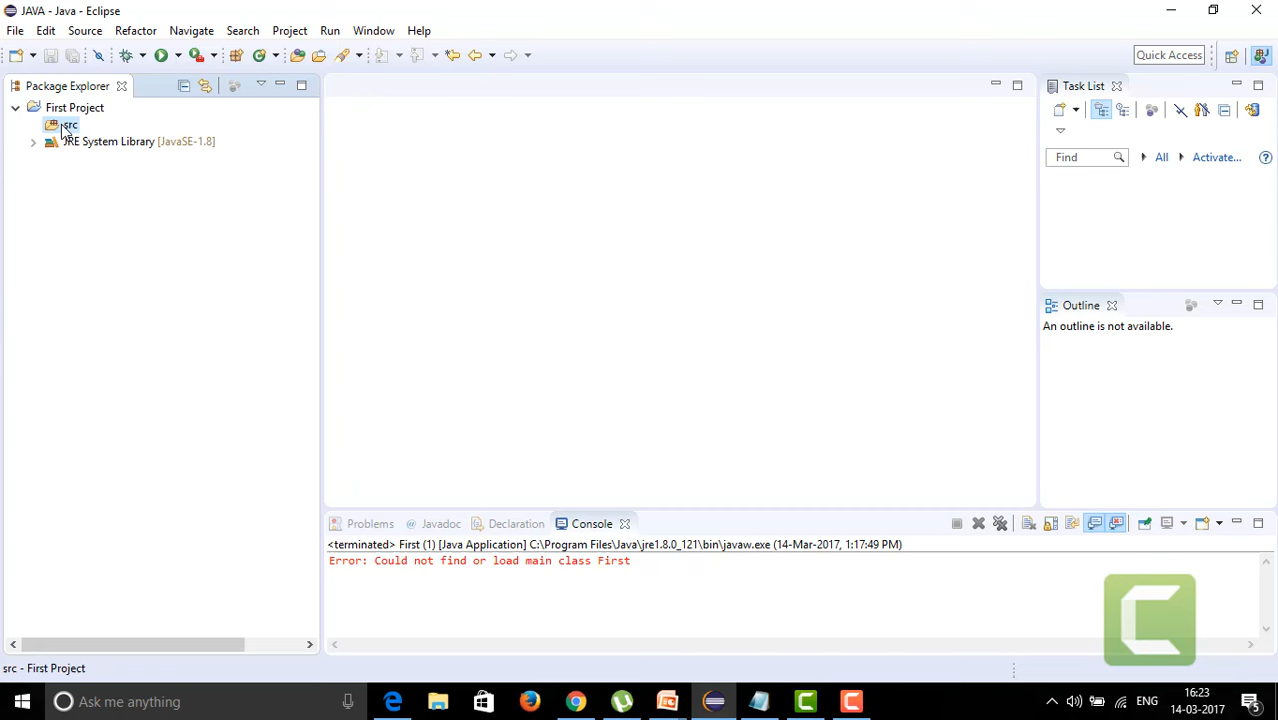 JAVA - Java - Eclipse
File Edit Source Refactor Navigate Search Project Run Window Help
Quick Access
Package Explorer
Task List
First Project
src
JRE System Library [JavaSE-1.8]
Find All Activate... ?
Outline
An outline is not available.
Problems @ Javadoc Declaration Console
<terminated> First (1) [Java Application] C:\Program Files\Java\jre1.8.0_121\bin\javaw.exe (14-Mar-2017, 1:17:49 PM)
Error: Could not find or load main class First
src - First Project
Ask me anything
ENG
16:23
14-03-2017
5